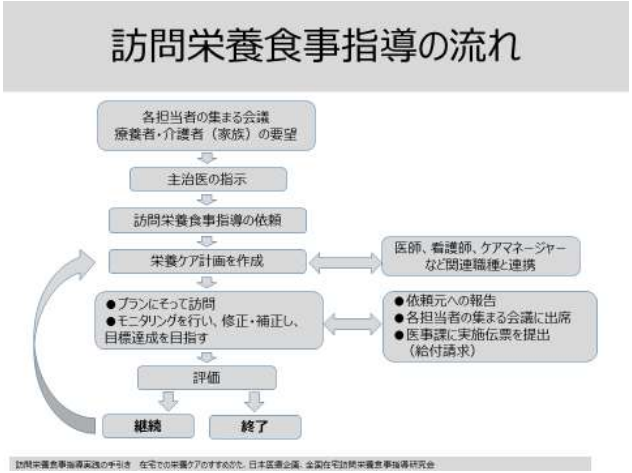 訪問栄養食事指導の流れ
各担当者の集まる会議
療養者・介護者（家族）の要望
主治医の指示
訪問栄養食事指導の依頼
栄養ケア計画を作成
医師、看護師、ケアマネージャー
など関連職種と連携
●プランにそって訪問
●モニタリングを行い、修正・補正し、
目標達成を目指す
●依頼元への報告
●各担当者の集まる会議に出席
●医事課に実施伝票を提出
（給付請求）
評価
継続
終了
訪問栄養食事指導実践の手引き　在宅での栄養ケアのすすめかた、日本医療企画、全国在宅訪問栄養食事指導研究会